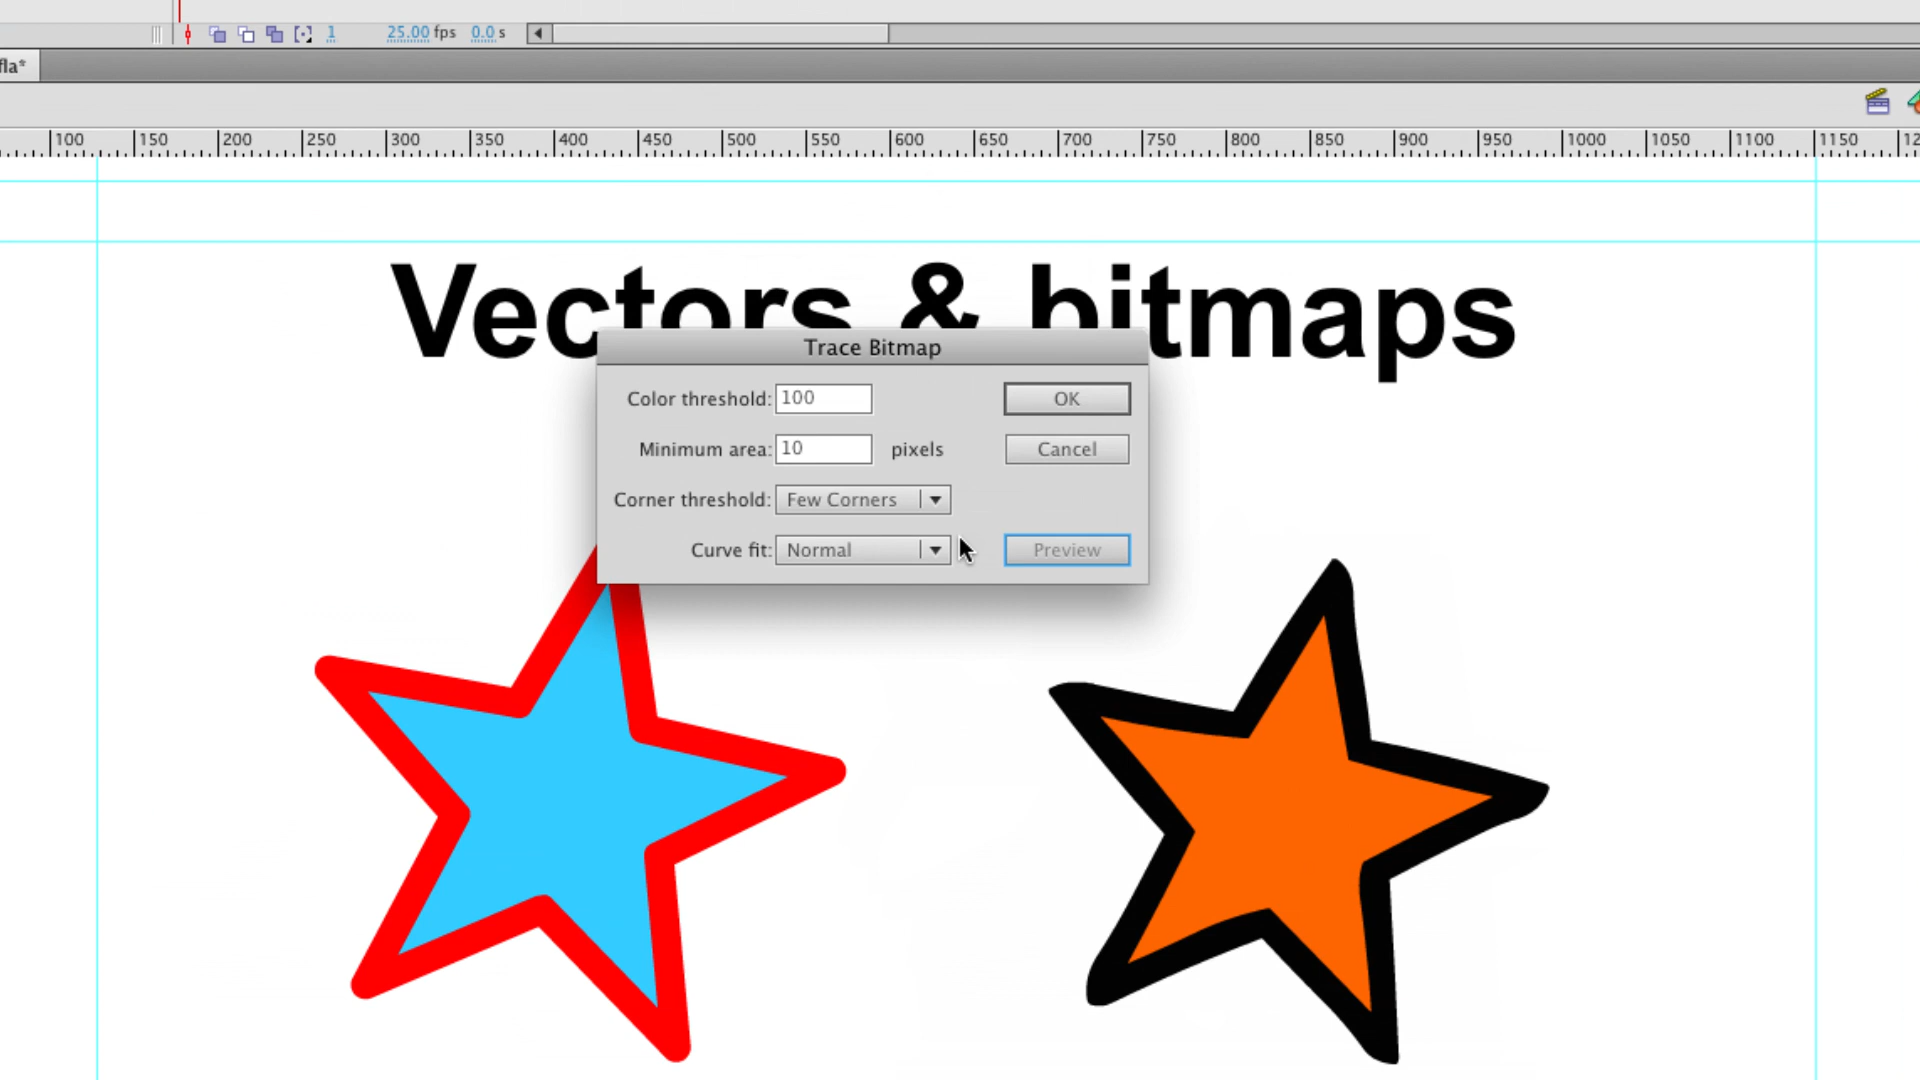 1 25.00 fps 0.0 s
fla*
100 150 200 250 300 350 400 450 500 550 600 650 700 750 800 850 900 950 1000 1050 1100 1150 12
Vectors & bitmaps
Trace Bitmap
Color threshold: 100 OK
Minimum area: 10 pixels Cancel
Corner threshold: Few Corners
Curve fit: Normal Preview